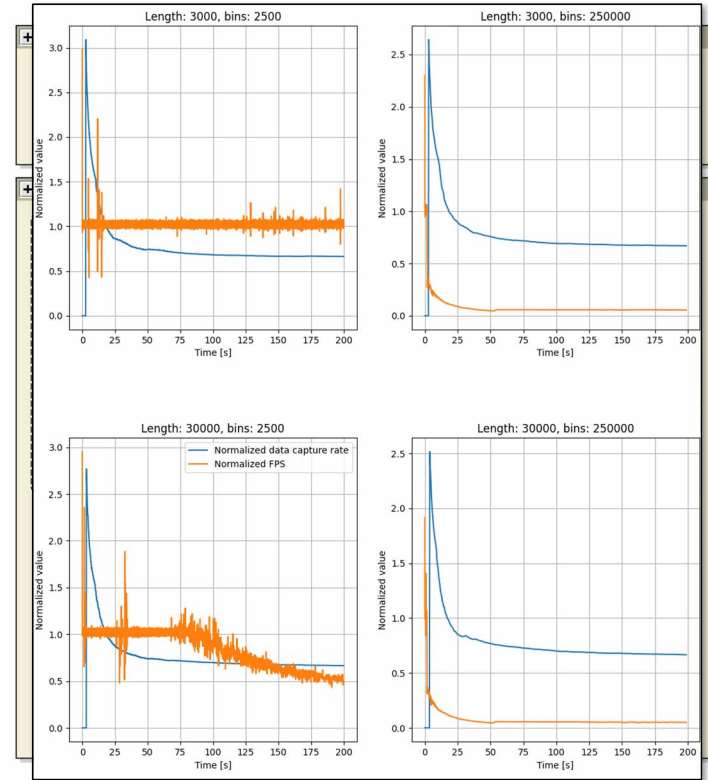 Length: 3000, bins: 2500
3.0
2.5
2.0
1.5
1.0
0.5
0.0
Normalized value
0 25 50 75 100 125 150 175 200
Time [s]
Length: 3000, bins: 250000
2.5
2.0
1.5
1.0
0.5
0.0
Normalized value
0 25 50 75 100 125 150 175 200
Time [s]
Length: 30000, bins: 2500
Normalized data capture rate
Normalized FPS
3.0
2.5
2.0
1.5
1.0
0.5
0.0
Normalized value
0 25 50 75 100 125 150 175 200
Time [s]
Length: 30000, bins: 250000
2.5
2.0
1.5
1.0
0.5
0.0
Normalized value
0 25 50 75 100 125 150 175 200
Time [s]